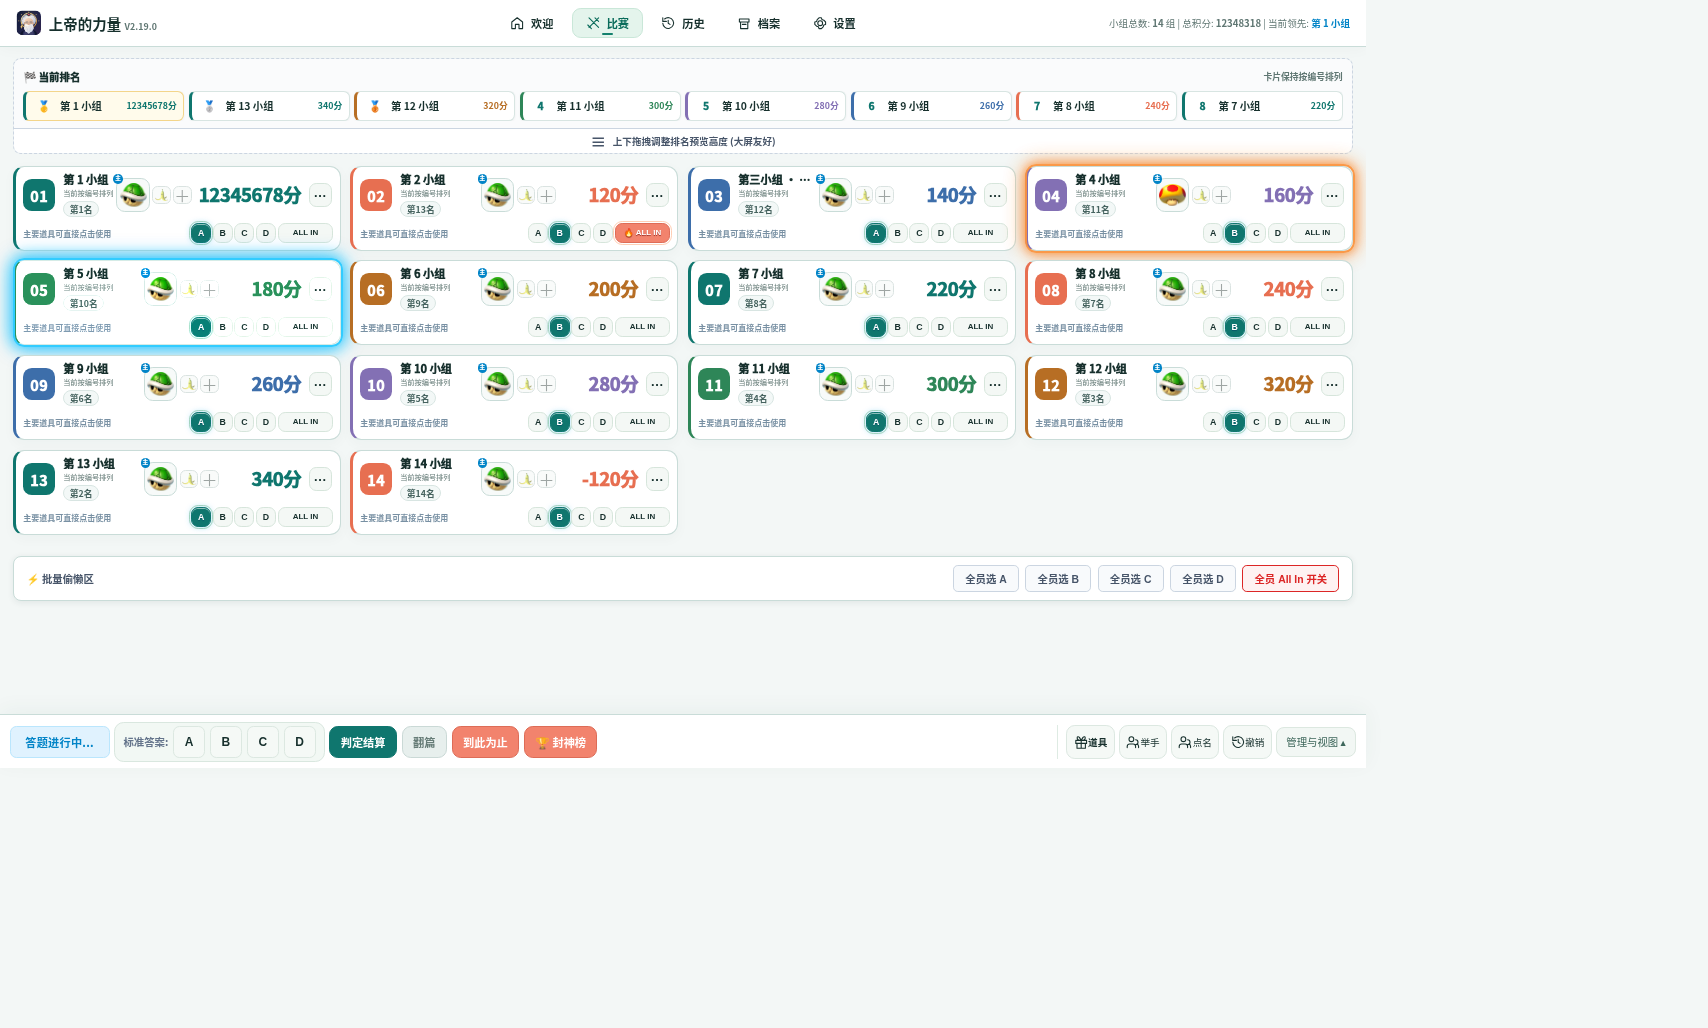 上帝的力量 V2.19.0
欢迎
比赛
历史
档案
设置
小组总数: 14 组 | 总积分: 12348318 | 当前领先: 第 1 小组
当前排名
卡片保持按编号排列
第 1 小组 12345678分
第 13 小组 340分
第 12 小组 320分
4 第 11 小组 300分
5 第 10 小组 280分
6 第 9 小组 260分
7 第 8 小组 240分
8 第 7 小组 220分
上下拖拽调整排名预览高度 (大屏友好)
01 第 1 小组 当前按编号排列 第1名 主 12345678分 ···
主要道具可直接点击使用 A B C D ALL IN
02 第 2 小组 当前按编号排列 第13名 主 120分 ···
主要道具可直接点击使用 A B C D ALL IN
03 第三小组 · ··· 当前按编号排列 第12名 主 140分 ···
主要道具可直接点击使用 A B C D ALL IN
04 第 4 小组 当前按编号排列 第11名 主 160分 ···
主要道具可直接点击使用 A B C D ALL IN
05 第 5 小组 当前按编号排列 第10名 主 180分 ···
主要道具可直接点击使用 A B C D ALL IN
06 第 6 小组 当前按编号排列 第9名 主 200分 ···
主要道具可直接点击使用 A B C D ALL IN
07 第 7 小组 当前按编号排列 第8名 主 220分 ···
主要道具可直接点击使用 A B C D ALL IN
08 第 8 小组 当前按编号排列 第7名 主 240分 ···
主要道具可直接点击使用 A B C D ALL IN
09 第 9 小组 当前按编号排列 第6名 主 260分 ···
主要道具可直接点击使用 A B C D ALL IN
10 第 10 小组 当前按编号排列 第5名 主 280分 ···
主要道具可直接点击使用 A B C D ALL IN
11 第 11 小组 当前按编号排列 第4名 主 300分 ···
主要道具可直接点击使用 A B C D ALL IN
12 第 12 小组 当前按编号排列 第3名 主 320分 ···
主要道具可直接点击使用 A B C D ALL IN
13 第 13 小组 当前按编号排列 第2名 主 340分 ···
主要道具可直接点击使用 A B C D ALL IN
14 第 14 小组 当前按编号排列 第14名 主 -120分 ···
主要道具可直接点击使用 A B C D ALL IN
批量偷懒区
全员选 A
全员选 B
全员选 C
全员选 D
全员 All In 开关
答题进行中...
标准答案: A B C D
判定结算
翻篇
到此为止
封神榜
道具
举手
点名
撤销
管理与视图 ▴